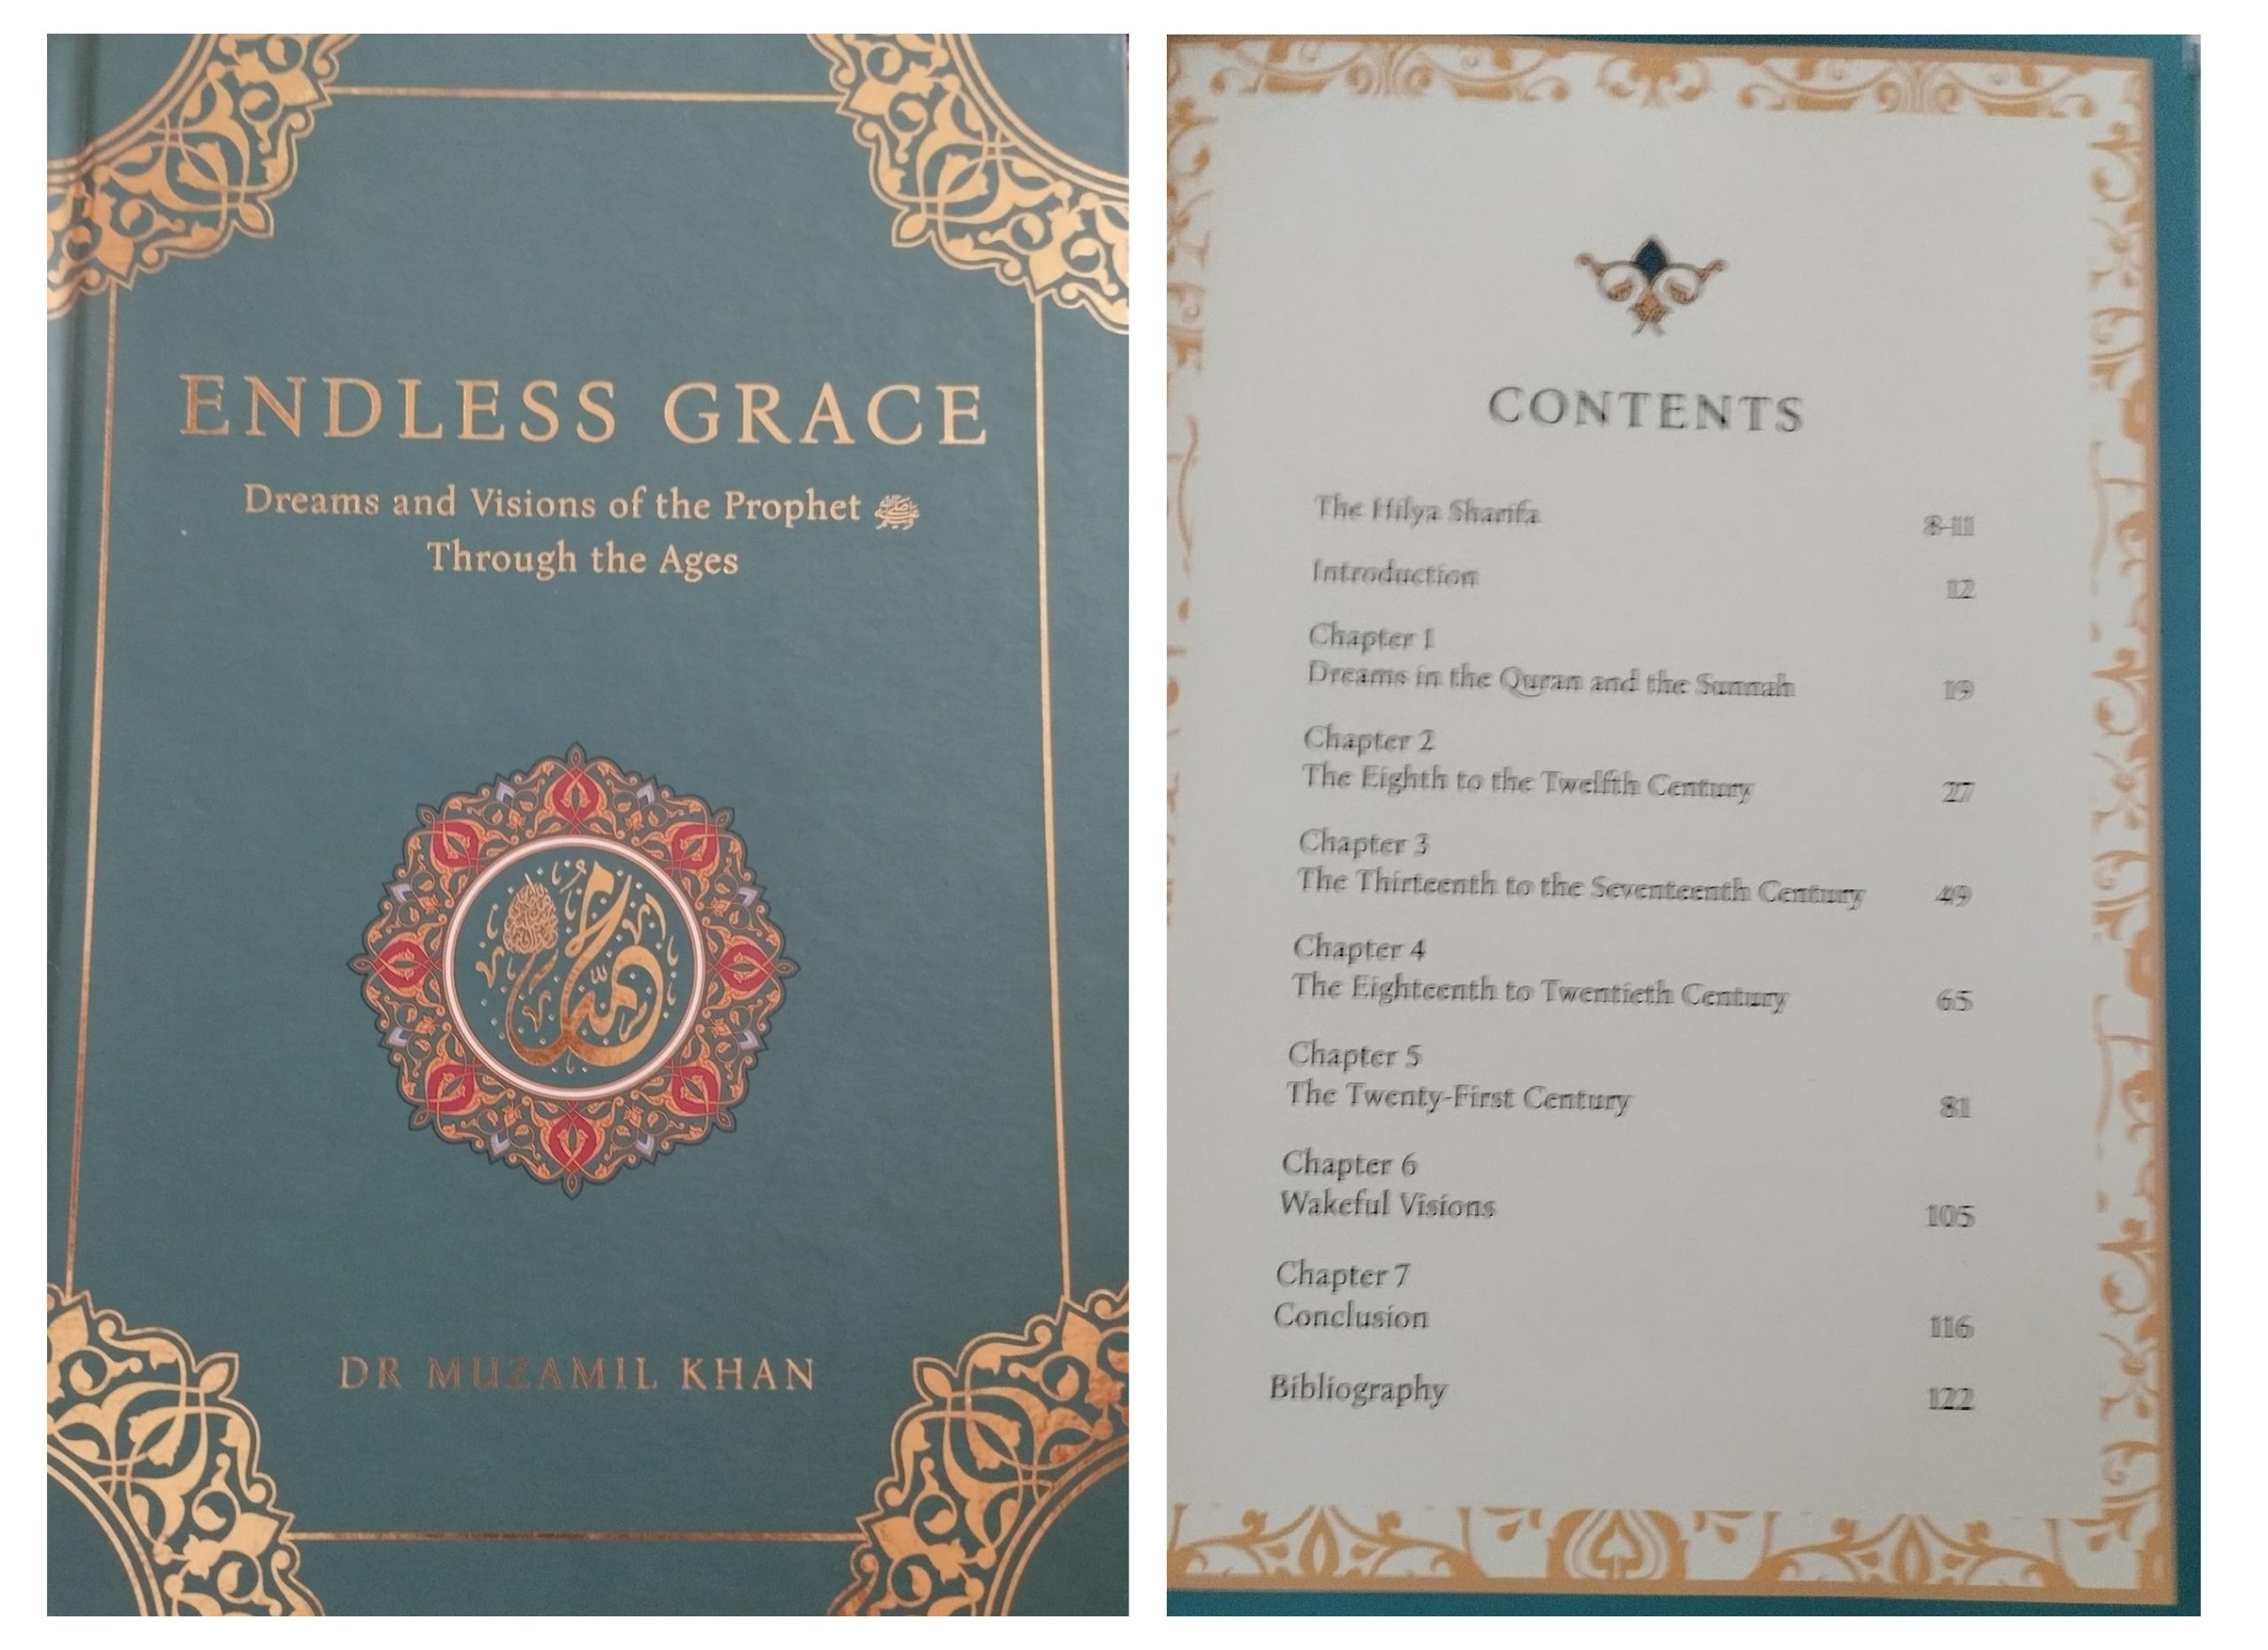 ENDLESS GRACE
Dreams and Visions of the Prophet ﷺ
Through the Ages
محمد
DR MUZAMIL KHAN
CONTENTS
The Hilya Sharifa 8-11
Introduction 12
Chapter 1
Dreams in the Quran and the Sunnah 19
Chapter 2
The Eighth to the Twelfth Century 27
Chapter 3
The Thirteenth to the Seventeenth Century 49
Chapter 4
The Eighteenth to Twentieth Century 65
Chapter 5
The Twenty-First Century 81
Chapter 6
Wakeful Visions 105
Chapter 7
Conclusion 116
Bibliography 122